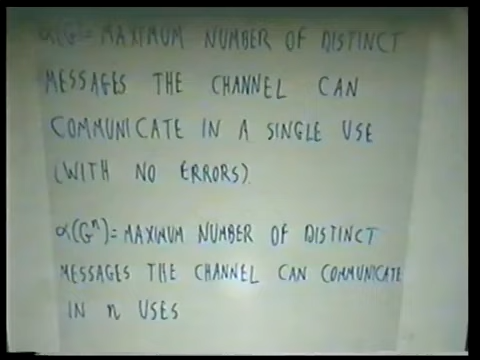 α(G)= MAXIMUM NUMBER OF DISTINCT
MESSAGES THE CHANNEL CAN
COMMUNICATE IN A SINGLE USE
(WITH NO ERRORS).
α(Gⁿ)= MAXIMUM NUMBER OF DISTINCT
MESSAGES THE CHANNEL CAN COMMUNICATE
IN n USES